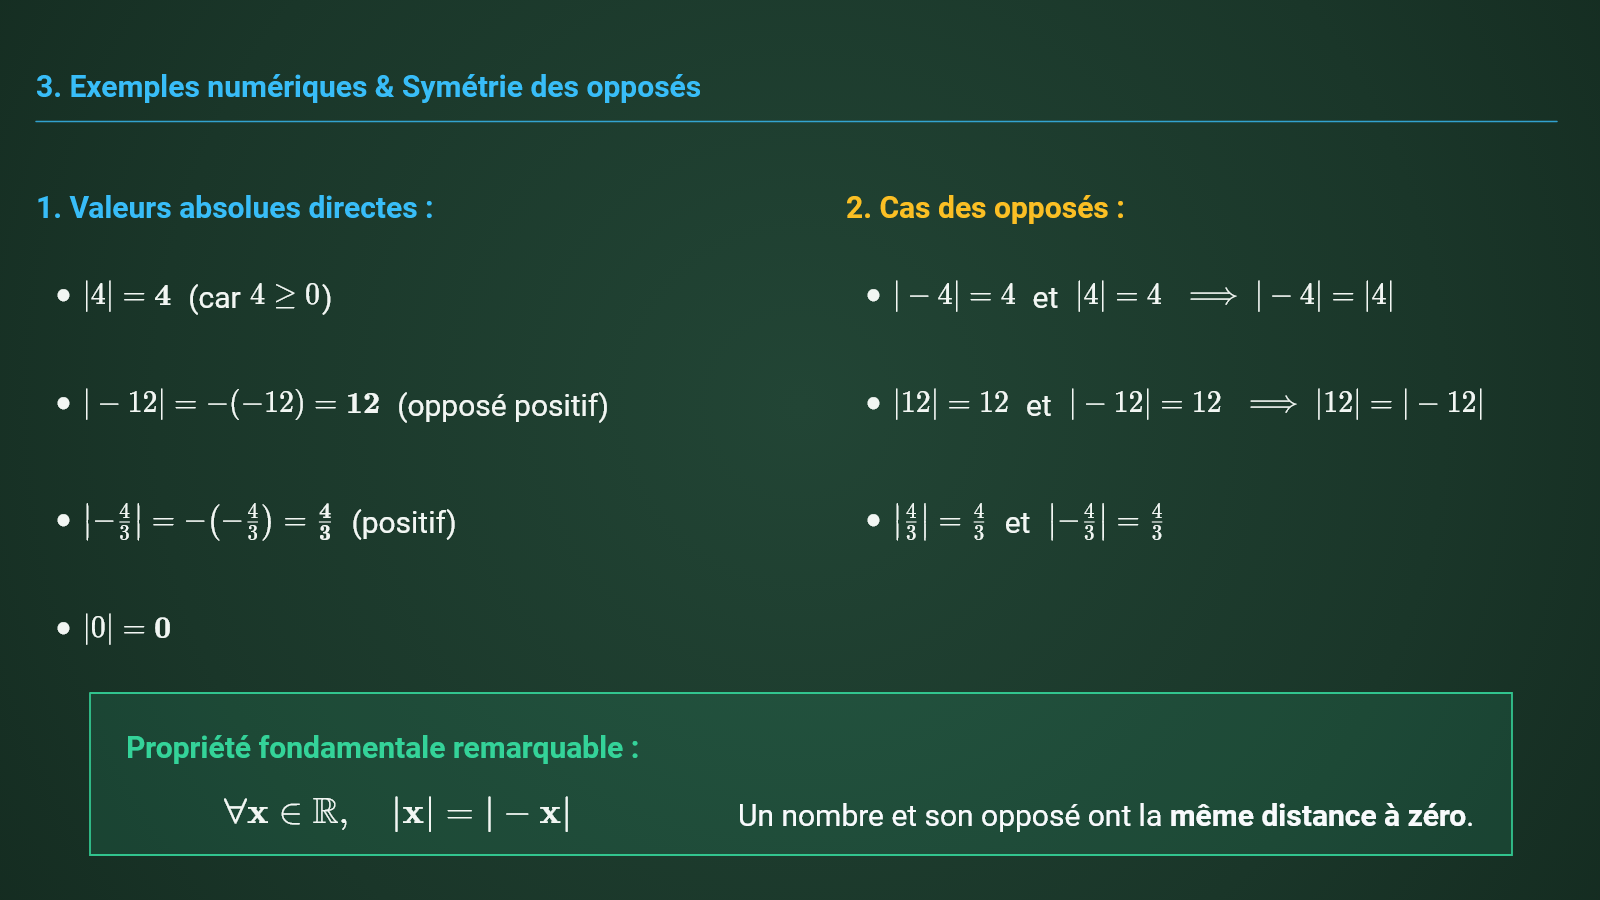 3. Exemples numériques & Symétrie des opposés
1. Valeurs absolues directes :
• |4| = 4 (car 4 ≥ 0)
• | − 12| = −(−12) = 12 (opposé positif)
• |−4/3| = −(−4/3) = 4/3 (positif)
• |0| = 0
2. Cas des opposés :
• | − 4| = 4 et |4| = 4 ⟹ | − 4| = |4|
• |12| = 12 et | − 12| = 12 ⟹ |12| = | − 12|
• |4/3| = 4/3 et |−4/3| = 4/3
Propriété fondamentale remarquable :
∀x ∈ ℝ, |x| = | − x| Un nombre et son opposé ont la même distance à zéro.